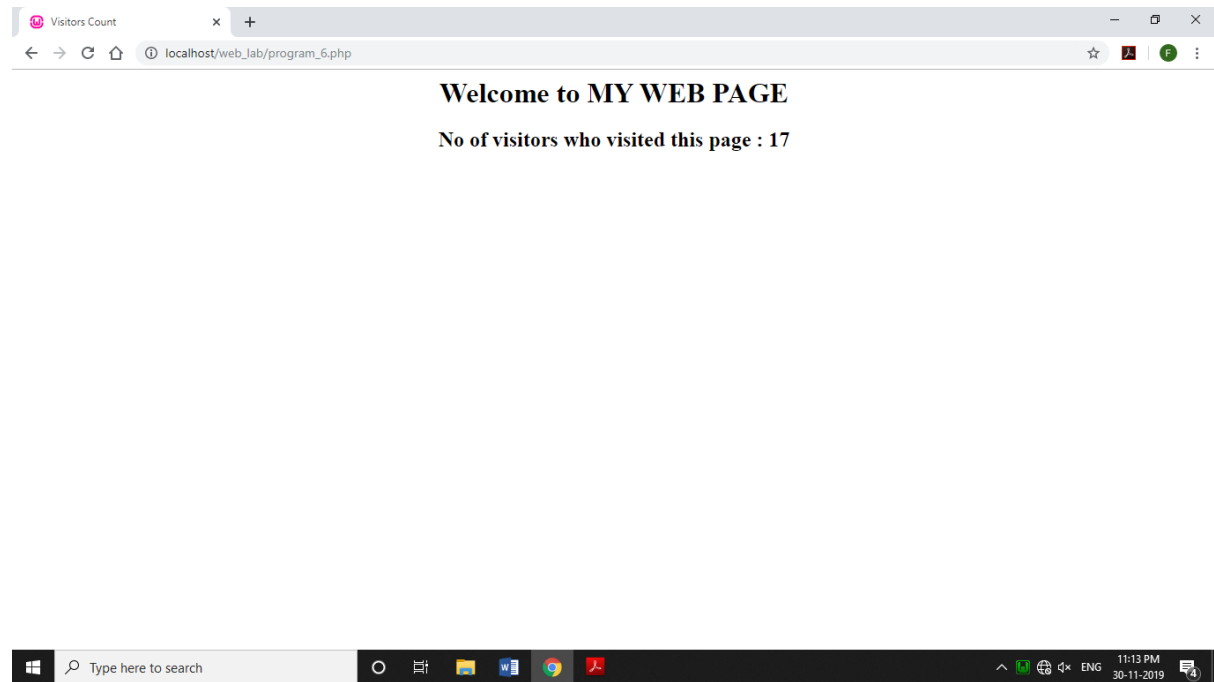 Visitors Count
localhost/web_lab/program_6.php
F
Welcome to MY WEB PAGE
No of visitors who visited this page : 17
Type here to search
ENG
11:13 PM
30-11-2019
4